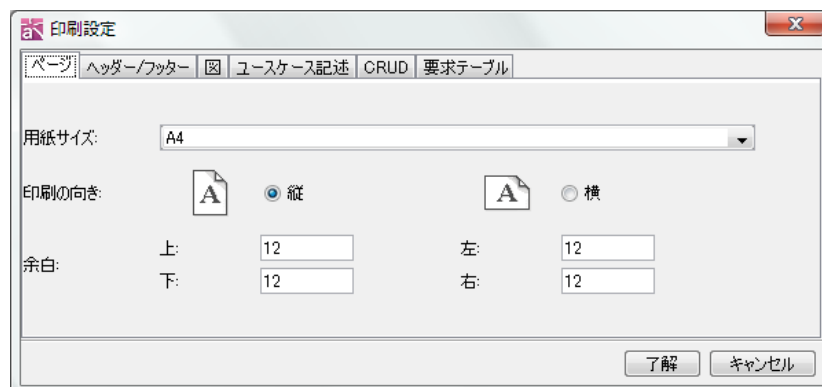 印刷設定
ページ ヘッダー/フッター 図 ユースケース記述 CRUD 要求テーブル
用紙サイズ: A4
印刷の向き: A 縦 A 横
上: 12 左: 12
余白:
下: 12 右: 12
了解 キャンセル